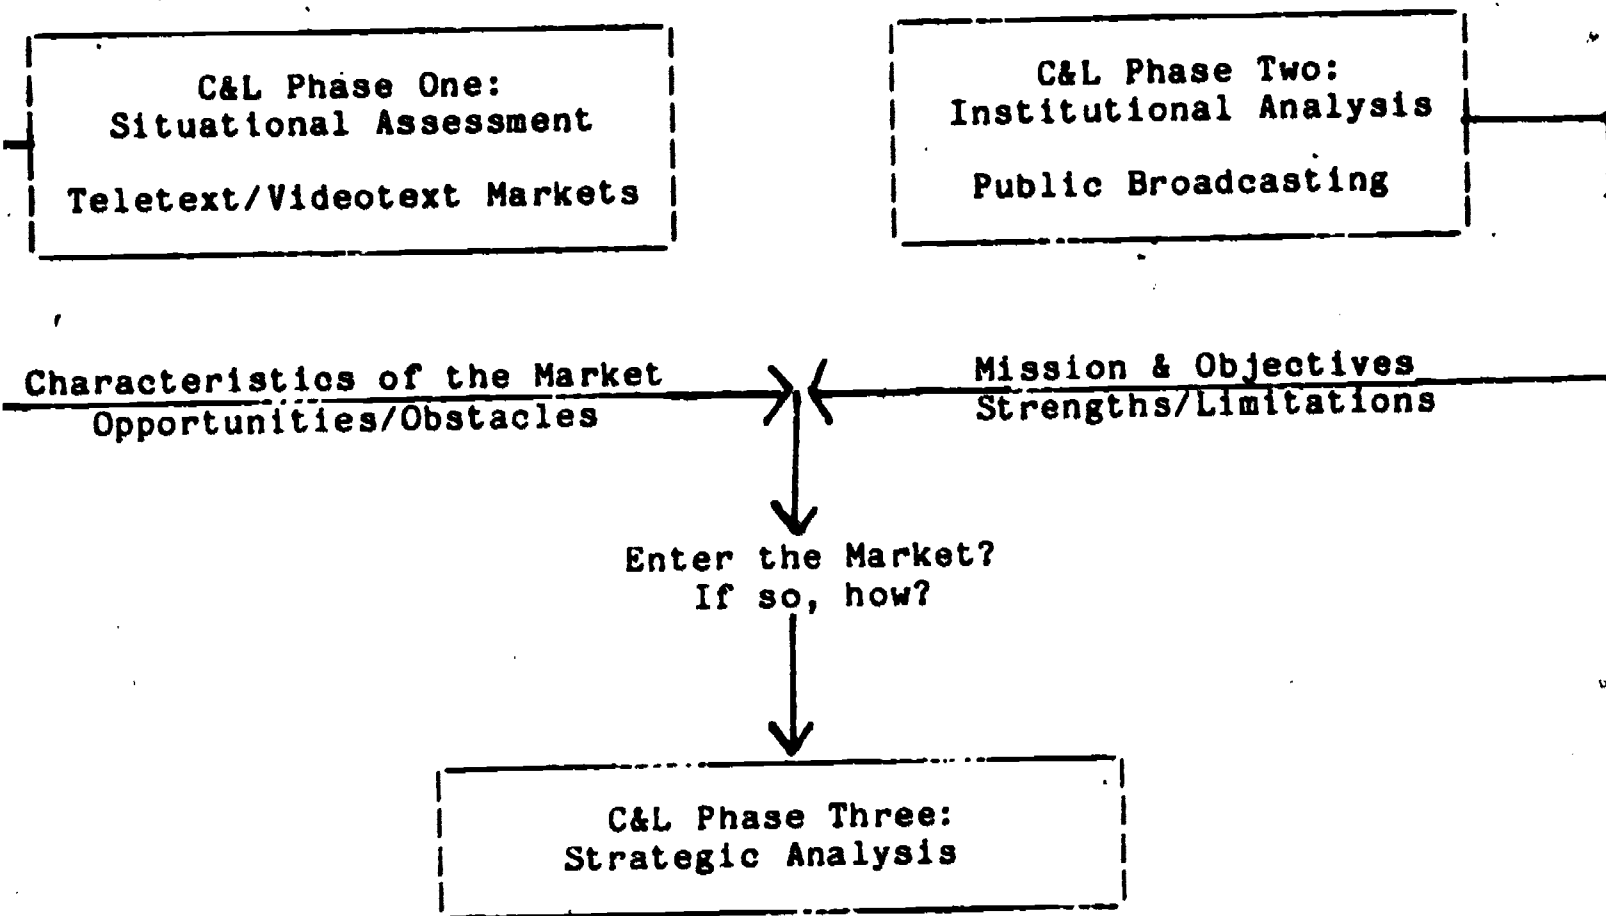 C&L Phase One:
Situational Assessment
Teletext/Videotext Markets
C&L Phase Two:
Institutional Analysis
Public Broadcasting
Characteristics of the Market
Opportunities/Obstacles
Mission & Objectives
Strengths/Limitations
Enter the Market?
If so, how?
C&L Phase Three:
Strategic Analysis